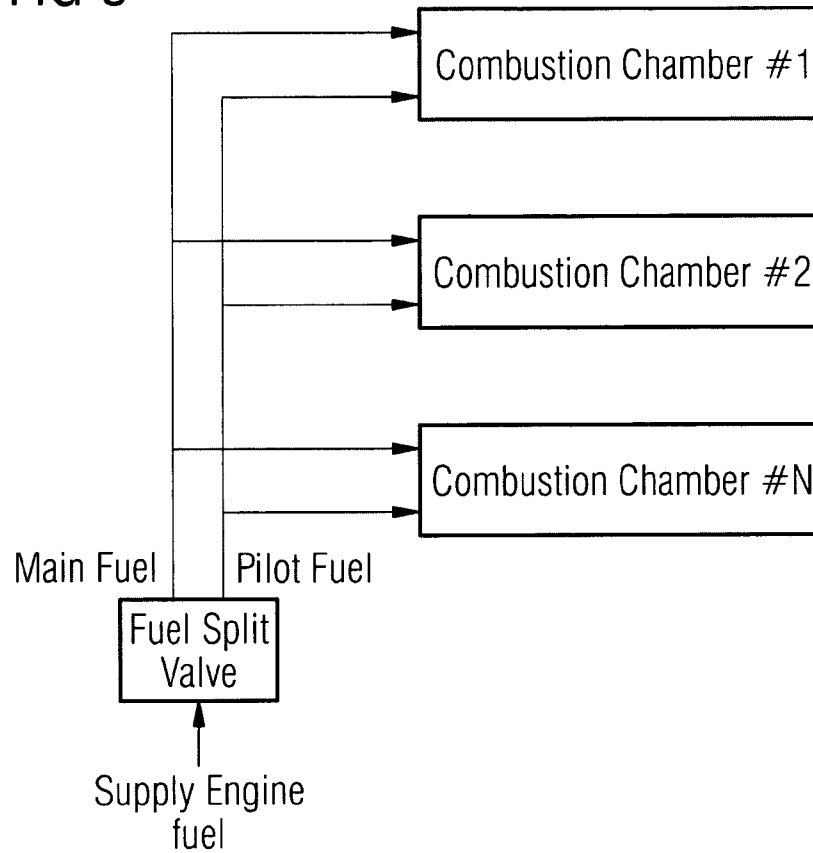 Combustion Chamber #1
Combustion Chamber #2
Combustion Chamber #N
Main Fuel
Pilot Fuel
Fuel Split
Valve
Supply Engine
fuel